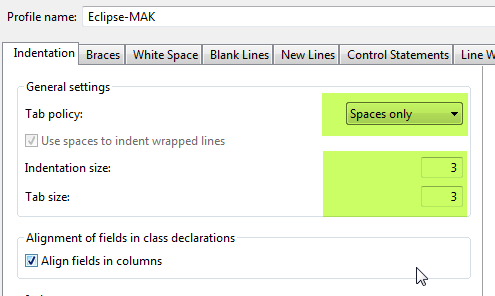 Profile name: Eclipse-MAK
Indentation Braces White Space Blank Lines New Lines Control Statements Line W
General settings
Tab policy: Spaces only
Use spaces to indent wrapped lines
Indentation size: 3
Tab size: 3
Alignment of fields in class declarations
Align fields in columns